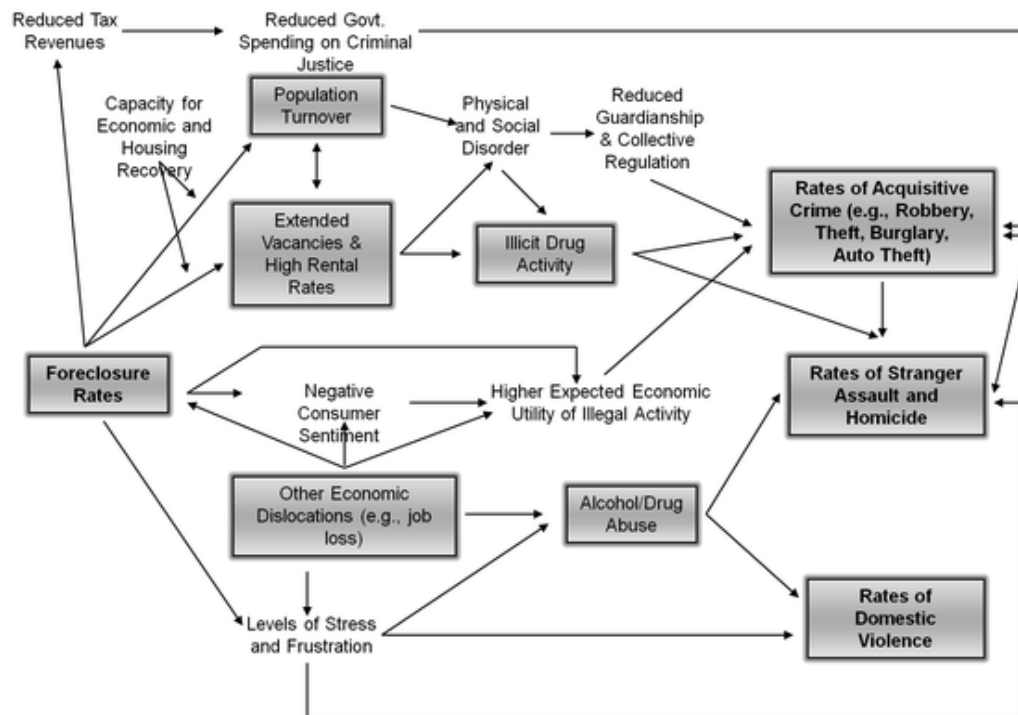 Reduced Tax
Revenues
Reduced Govt.
Spending on Criminal
Justice
Population
Turnover
Capacity for
Economic and
Housing
Recovery
Physical
and Social
Disorder
Reduced
Guardianship
& Collective
Regulation
Rates of Acquisitive
Crime (e.g., Robbery,
Theft, Burglary,
Auto Theft)
Extended
Vacancies &
High Rental
Rates
Illicit Drug
Activity
Foreclosure
Rates
Negative
Consumer
Sentiment
Higher Expected Economic
Utility of Illegal Activity
Rates of Stranger
Assault and
Homicide
Other Economic
Dislocations (e.g., job
loss)
Alcohol/Drug
Abuse
Levels of Stress
and Frustration
Rates of
Domestic
Violence